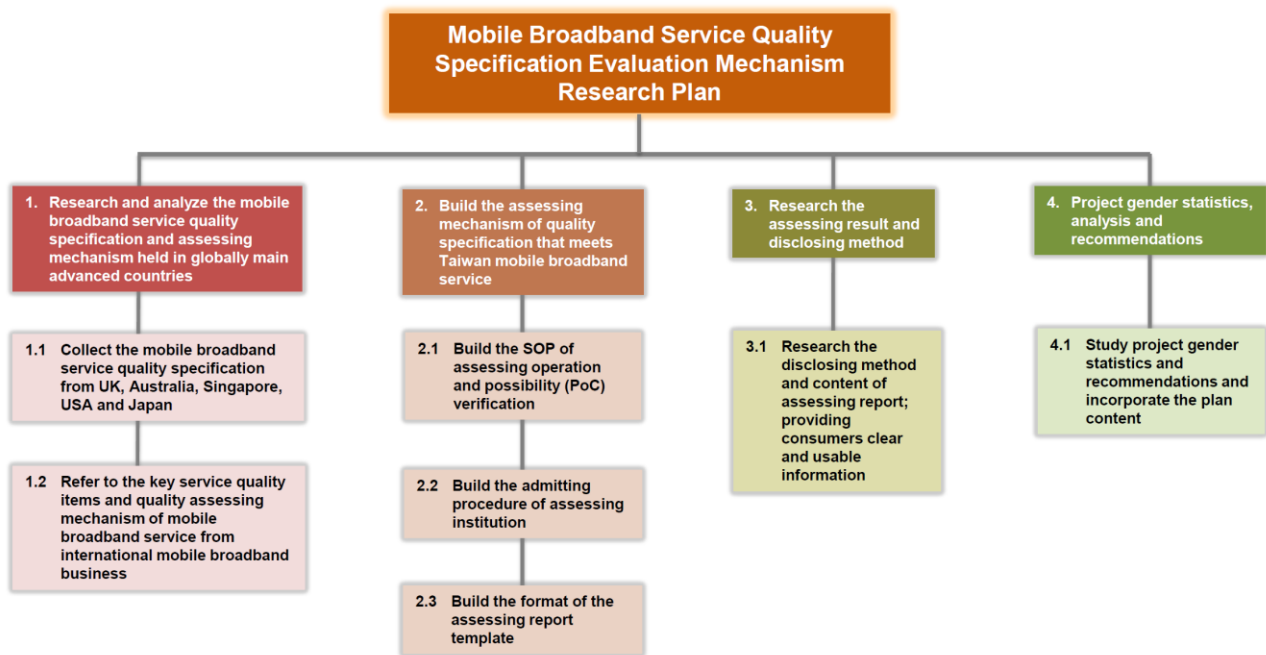 Mobile Broadband Service Quality
Specification Evaluation Mechanism
Research Plan
1. Research and analyze the mobile
broadband service quality
specification and assessing
mechanism held in globally main
advanced countries
1.1 Collect the mobile broadband
service quality specification
from UK, Australia, Singapore,
USA and Japan
1.2 Refer to the key service quality
items and quality assessing
mechanism of mobile
broadband service from
international mobile broadband
business
2. Build the assessing
mechanism of quality
specification that meets
Taiwan mobile broadband
service
2.1 Build the SOP of
assessing operation
and possibility (PoC)
verification
2.2 Build the admitting
procedure of assessing
institution
2.3 Build the format of the
assessing report
template
3. Research the
assessing result and
disclosing method
3.1 Research the
disclosing method
and content of
assessing report;
providing
consumers clear
and usable
information
4. Project gender statistics,
analysis and
recommendations
4.1 Study project gender
statistics and
recommendations and
incorporate the plan
content